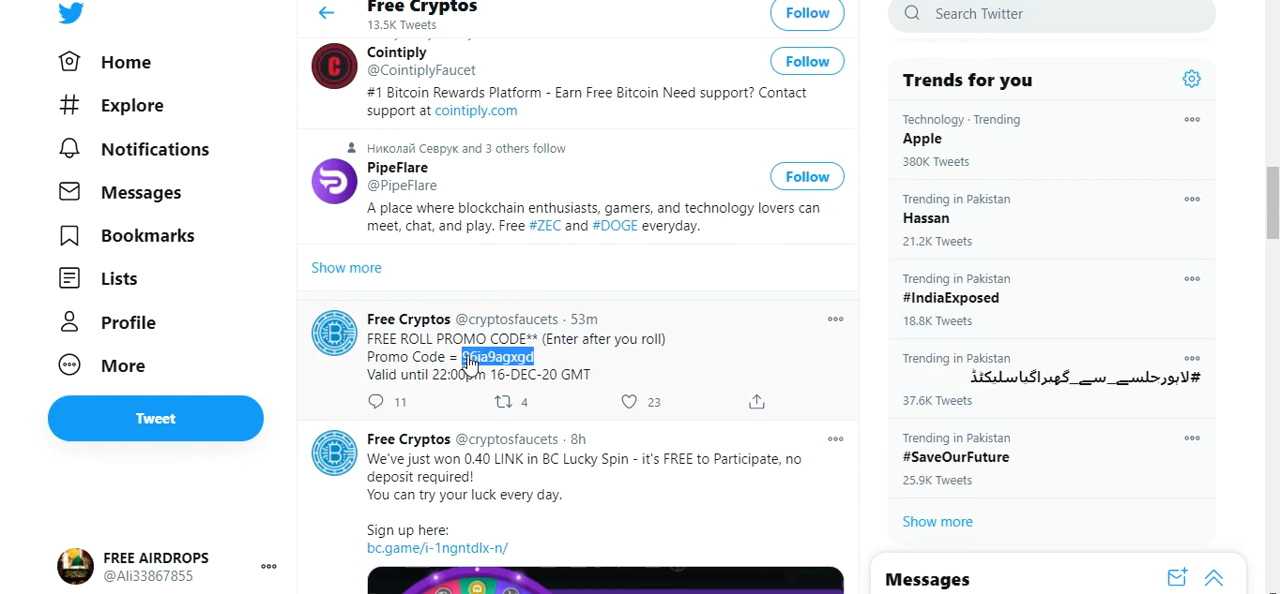 Home
Explore
Notifications
Messages
Bookmarks
Lists
Profile
More
Tweet
FREE AIRDROPS
@Ali33867855
Free Cryptos
13.5K Tweets
Follow
Cointiply
@CointiplyFaucet
Follow
#1 Bitcoin Rewards Platform - Earn Free Bitcoin Need support? Contact
support at cointiply.com
Николай Севрук and 3 others follow
PipeFlare
@PipeFlare
Follow
A place where blockchain enthusiasts, gamers, and technology lovers can
meet, chat, and play. Free #ZEC and #DOGE everyday.
Show more
Free Cryptos @cryptosfaucets · 53m
FREE ROLL PROMO CODE** (Enter after you roll)
Promo Code =
Valid until 22:00pm 16-DEC-20 GMT
11
4
23
Free Cryptos @cryptosfaucets · 8h
We've just won 0.40 LINK in BC Lucky Spin - it's FREE to Participate, no
deposit required!
You can try your luck every day.
Sign up here:
bc.game/i-1ngntdlx-n/
Search Twitter
Trends for you
Technology · Trending
Apple
380K Tweets
Trending in Pakistan
Hassan
21.2K Tweets
Trending in Pakistan
#IndiaExposed
18.8K Tweets
Trending in Pakistan
#لاہورجلسے_سے_گھبراگیاسلیکٹڈ
37.6K Tweets
Trending in Pakistan
#SaveOurFuture
25.9K Tweets
Show more
Messages